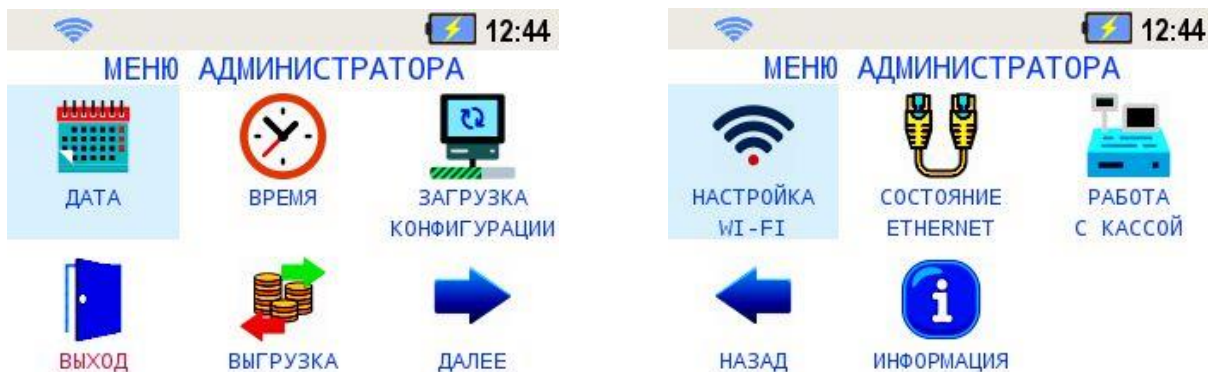 12:44
МЕНЮ АДМИНИСТРАТОРА
ДАТА
ВРЕМЯ
ЗАГРУЗКА
КОНФИГУРАЦИИ
ВЫХОД
ВЫГРУЗКА
ДАЛЕЕ
12:44
МЕНЮ АДМИНИСТРАТОРА
НАСТРОЙКА
WI-FI
СОСТОЯНИЕ
ETHERNET
РАБОТА
С КАССОЙ
НАЗАД
ИНФОРМАЦИЯ